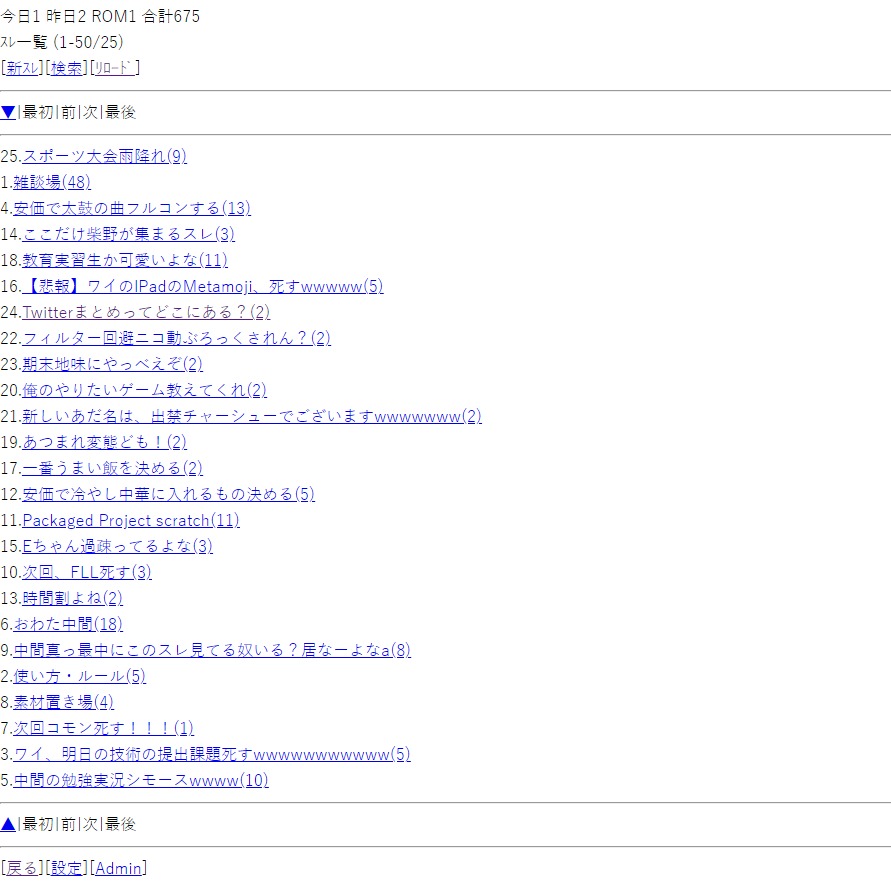 今日1 昨日2 ROM1 合計675
ｽﾚ一覧 (1-50/25)
[新ｽﾚ][検索][ﾘﾛｰﾄﾞ]
▼|最初|前|次|最後
25.スポーツ大会雨降れ(9)
1.雑談場(48)
4.安価で太鼓の曲フルコンする(13)
14.ここだけ柴野が集まるスレ(3)
18.教育実習生か可愛いよな(11)
16.【悲報】ワイのIPadのMetamoji、死すwwwww(5)
24.Twitterまとめってどこにある？(2)
22.フィルター回避ニコ動ぶろっくされん？(2)
23.期末地味にやっべえぞ(2)
20.俺のやりたいゲーム教えてくれ(2)
21.新しいあだ名は、出禁チャーシューでございますwwwwwww(2)
19.あつまれ変態ども！(2)
17.一番うまい飯を決める(2)
12.安価で冷やし中華に入れるもの決める(5)
11.Packaged Project scratch(11)
15.Eちゃん過疎ってるよな(3)
10.次回、FLL死す(3)
13.時間割よね(2)
6.おわた中間(18)
9.中間真っ最中にこのスレ見てる奴いる？居なーよなa(8)
2.使い方・ルール(5)
8.素材置き場(4)
7.次回コモン死す！！！(1)
3.ワイ、明日の技術の提出課題死すwwwwwwwwwww(5)
5.中間の勉強実況シモースwwww(10)
▲|最初|前|次|最後
[戻る][設定][Admin]